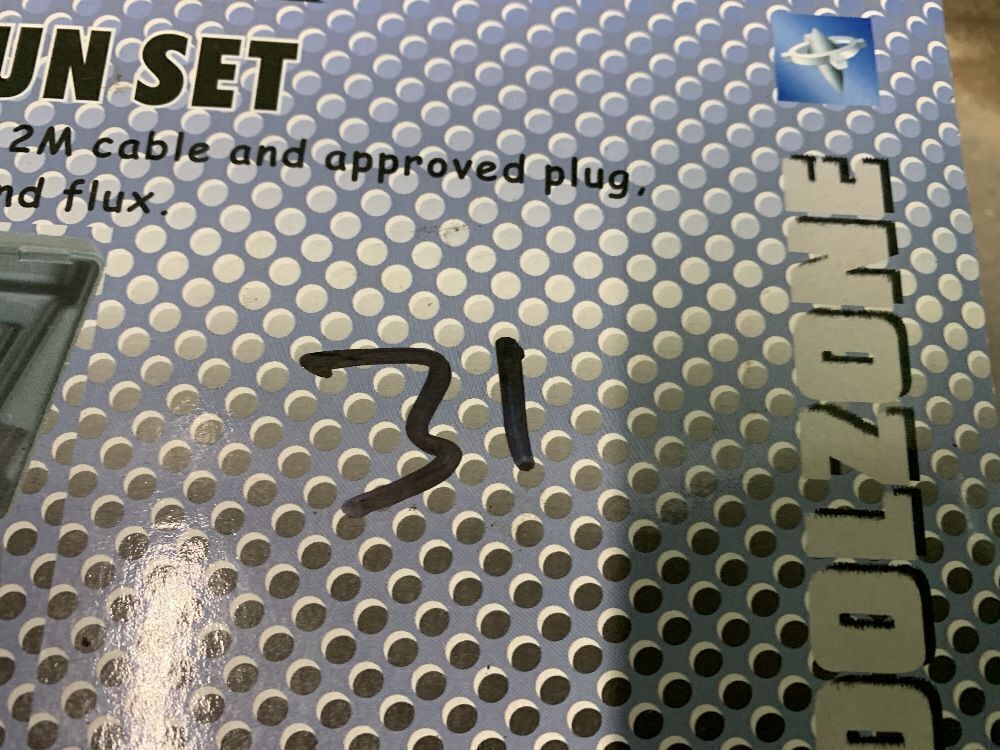 UN SET
2M cable and approved plug,
nd flux.
31
OOLZONE